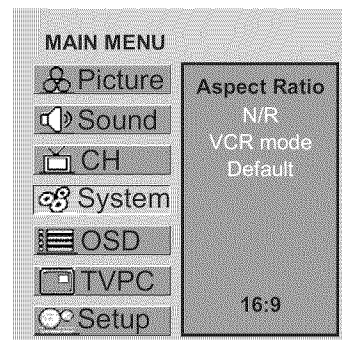 MAIN MENU
Picture
Sound
CH
System
OSD
TVPC
Setup
Aspect Ratio
N/R
VCR mode
Default
16:9